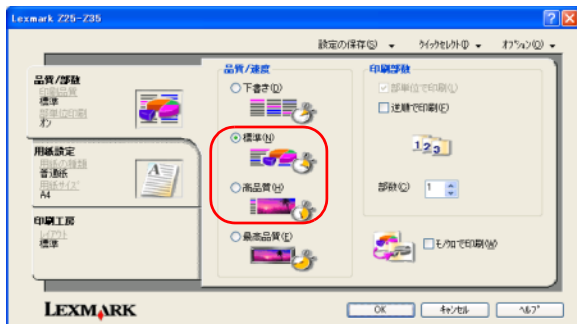 Lexmark Z25-Z35
設定の保存(S) クイックセレクト(I) オプション(O)
品質/部数
印刷品質
標準
部単位印刷
オン
用紙設定
用紙の種類
普通紙
用紙サイズ
A4
印刷工房
レイアウト
標準
品質/速度
下書き(D)
標準(N)
高品質(H)
最高品質(E)
印刷部数
部単位で印刷(L)
逆順で印刷(F)
1 2 3
部数(C) 1
モノクロで印刷(W)
LEXMARK
OK キャンセル ヘルプ